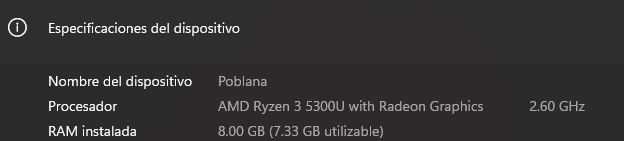 Especificaciones del dispositivo
Nombre del dispositivo Poblana
Procesador AMD Ryzen 3 5300U with Radeon Graphics 2.60 GHz
RAM instalada 8.00 GB (7.33 GB utilizable)